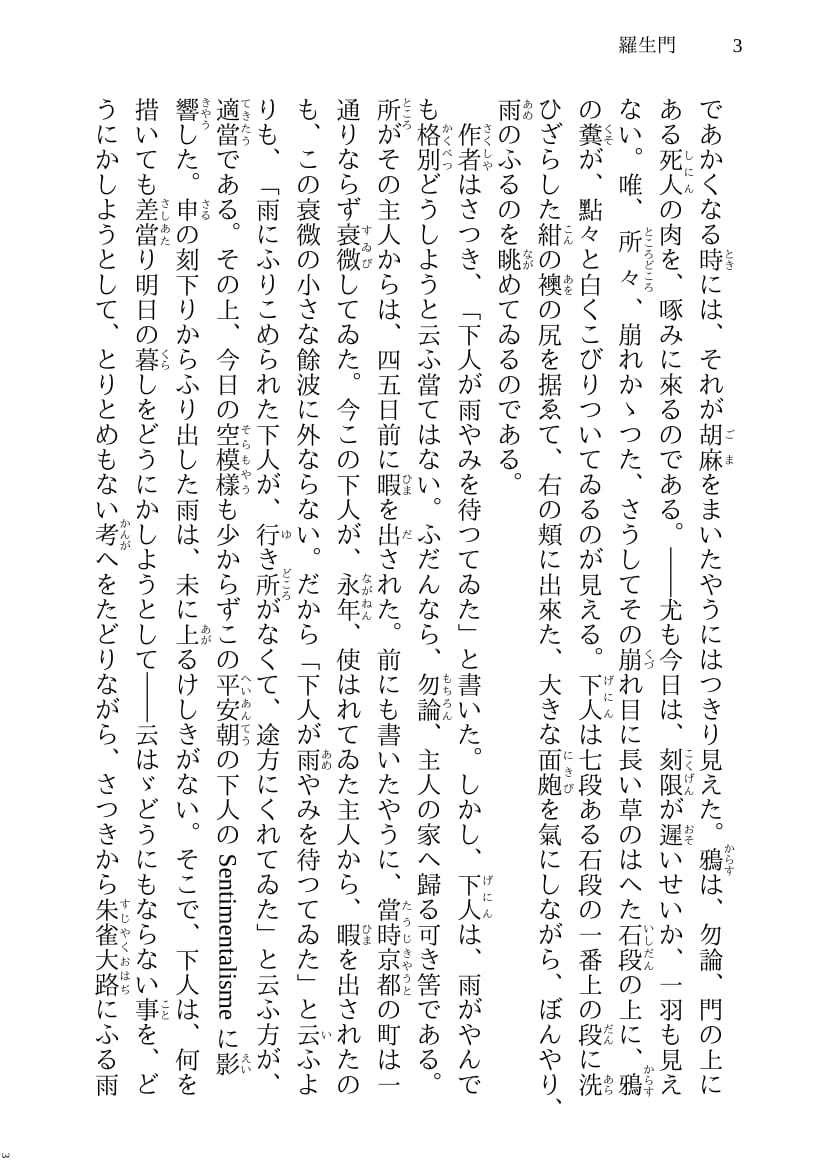 羅生門 3
であかくなる時には、それが胡麻をまいたやうにはつきり見えた。鴉は、勿論、門の上に
ある死人の肉を、啄みに來るのである。――尤も今日は、刻限が遲いせいか、一羽も見え
ない。唯、所々、崩れかゝつた、さうしてその崩れ目に長い草のはへた石段の上に、鴉
の糞が、點々と白くこびりついてゐるのが見える。下人は七段ある石段の一番上の段に洗
ひざらした紺の襖の尻を据ゑて、右の頬に出來た、大きな面皰を氣にしながら、ぼんやり、
雨のふるのを眺めてゐるのである。
作者はさつき、「下人が雨やみを待つてゐた」と書いた。しかし、下人は、雨がやんで
も格別どうしようと云ふ當てはない。ふだんなら、勿論、主人の家へ歸る可き筈である。
所がその主人からは、四五日前に暇を出された。前にも書いたやうに、當時京都の町は一
通りならず衰微してゐた。今この下人が、永年、使はれてゐた主人から、暇を出されたの
も、この衰微の小さな餘波に外ならない。だから「下人が雨やみを待つてゐた」と云ふよ
りも、「雨にふりこめられた下人が、行き所がなくて、途方にくれてゐた」と云ふ方が、
適當である。その上、今日の空模樣も少からずこの平安朝の下人の Sentimentalisme に影
響した。申の刻下りからふり出した雨は、未に上るけしきがない。そこで、下人は、何を
措いても差當り明日の暮しをどうにかしようとして――云はゞどうにもならない事を、ど
うにかしようとして、とりとめもない考へをたどりながら、さつきから朱雀大路にふる雨
3